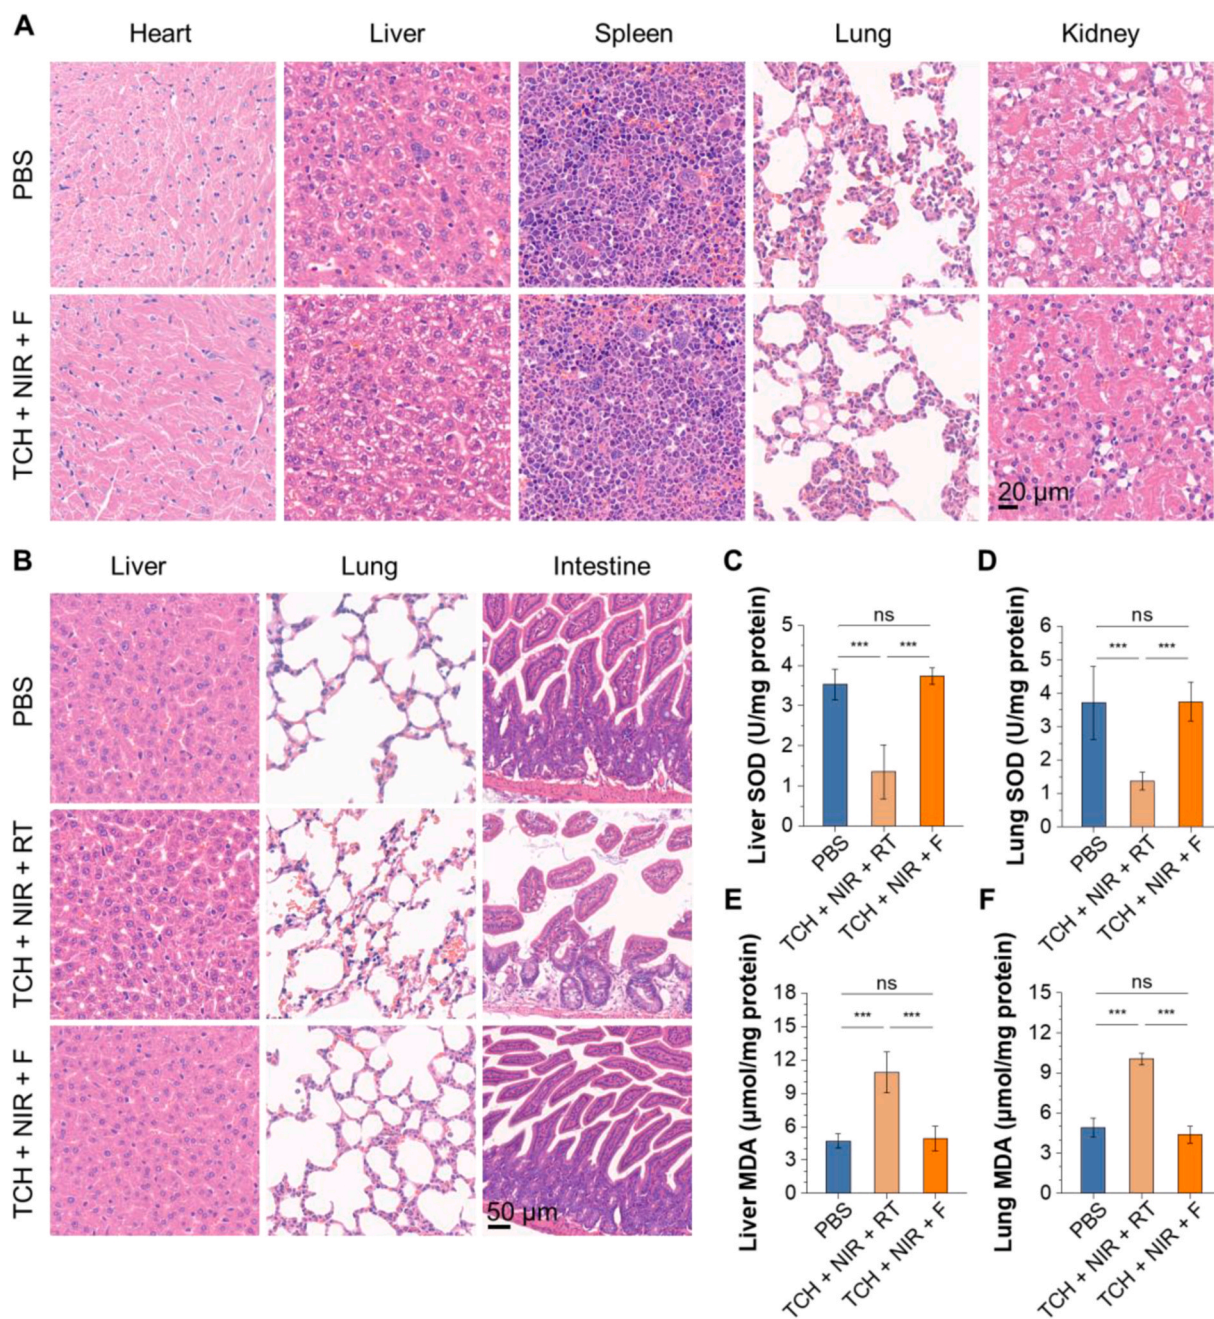 A
Heart Liver Spleen Lung Kidney
PBS
TCH + NIR + F
20 µm
B
Liver Lung Intestine
PBS
TCH + NIR + RT
TCH + NIR + F
50 µm
C
Liver SOD (U/mg protein)
ns
*** ***
5
4
3
2
1
0
PBS
TCH + NIR + RT
TCH + NIR + F
D
Lung SOD (U/mg protein)
ns
*** ***
6
5
4
3
2
1
0
PBS
TCH + NIR + RT
TCH + NIR + F
E
Liver MDA (µmol/mg protein)
ns
*** ***
18
15
12
9
6
3
0
PBS
TCH + NIR + RT
TCH + NIR + F
F
Lung MDA (µmol/mg protein)
ns
*** ***
15
12
9
6
3
0
PBS
TCH + NIR + RT
TCH + NIR + F